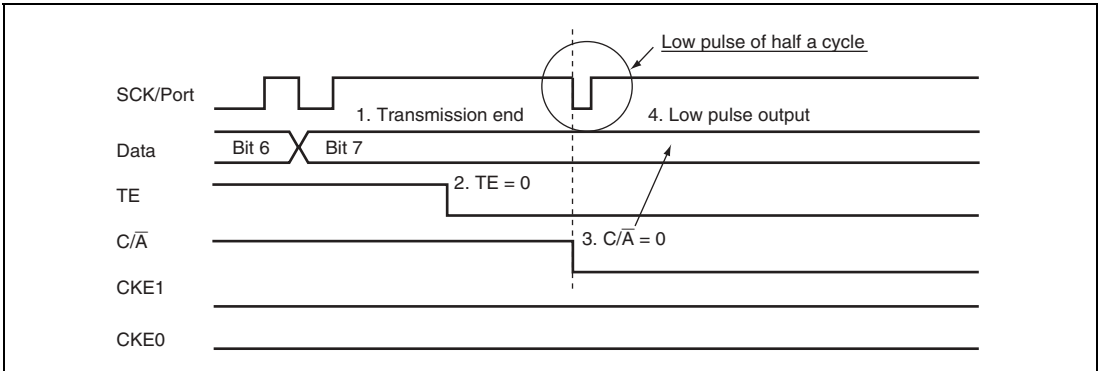 Low pulse of half a cycle
SCK/Port
1. Transmission end
4. Low pulse output
Data
Bit 6
Bit 7
TE
2. TE = 0
C/A̅
3. C/A̅ = 0
CKE1
CKE0